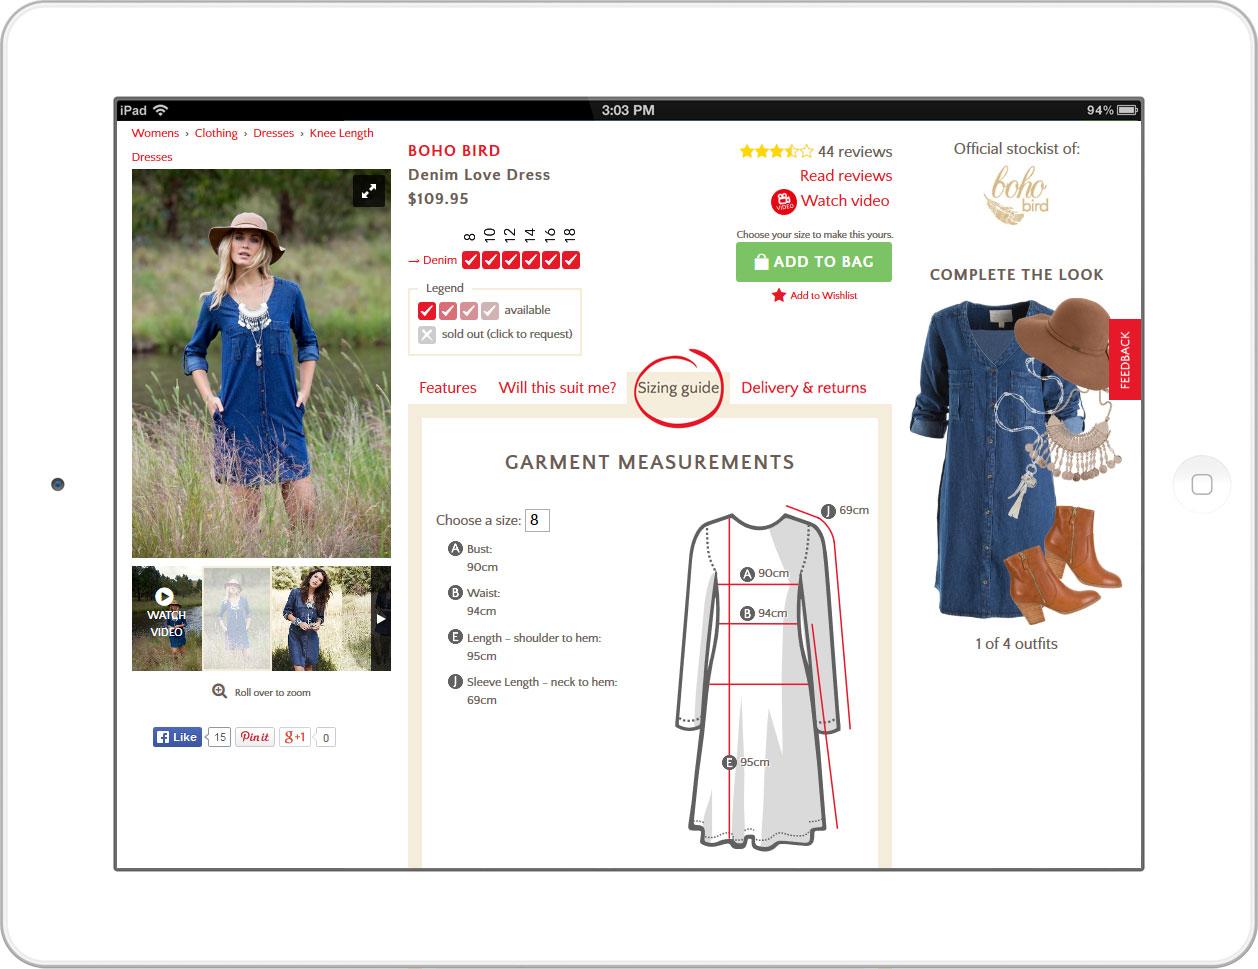 iPad
3:03 PM
94%
Womens › Clothing › Dresses › Knee Length
Dresses
WATCH
VIDEO
Roll over to zoom
Like 15 Pin it g+1 0
BOHO BIRD
Denim Love Dress
$109.95
8 10 12 14 16 18
→ Denim
Legend
available
sold out (click to request)
44 reviews
Read reviews
VIDEO
Watch video
Choose your size to make this yours.
ADD TO BAG
Add to Wishlist
Features
Will this suit me?
Sizing guide
Delivery & returns
GARMENT MEASUREMENTS
Choose a size: 8
A Bust:
90cm
B Waist:
94cm
E Length – shoulder to hem:
95cm
J Sleeve Length – neck to hem:
69cm
J 69cm
A 90cm
B 94cm
E 95cm
Official stockist of:
boho
bird
COMPLETE THE LOOK
FEEDBACK
1 of 4 outfits